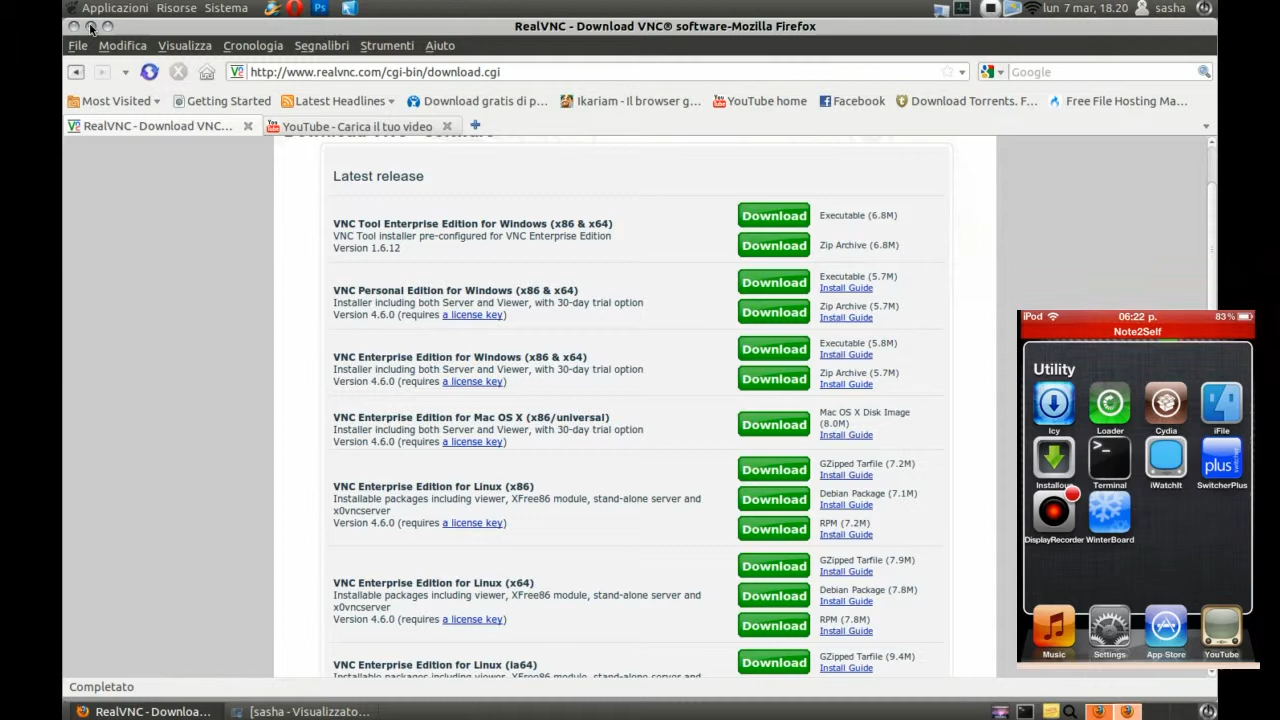 Applicazioni Risorse Sistema
lun 7 mar, 18.20 sasha
RealVNC - Download VNC® software-Mozilla Firefox
File Modifica Visualizza Cronologia Segnalibri Strumenti Aiuto
http://www.realvnc.com/cgi-bin/download.cgi
Google
Most Visited Getting Started Latest Headlines Download gratis di p... Ikariam - Il browser g... YouTube home Facebook Download Torrents. F... Free File Hosting Ma...
RealVNC - Download VNC... YouTube - Carica il tuo video
Latest release
VNC Tool Enterprise Edition for Windows (x86 & x64)
VNC Tool installer pre-configured for VNC Enterprise Edition
Version 1.6.12
Download Executable (6.8M)
Download Zip Archive (6.8M)
VNC Personal Edition for Windows (x86 & x64)
Installer including both Server and Viewer, with 30-day trial option
Version 4.6.0 (requires a license key)
Download Executable (5.7M)
Install Guide
Download Zip Archive (5.7M)
Install Guide
VNC Enterprise Edition for Windows (x86 & x64)
Installer including both Server and Viewer, with 30-day trial option
Version 4.6.0 (requires a license key)
Download Executable (5.8M)
Install Guide
Download Zip Archive (5.7M)
Install Guide
VNC Enterprise Edition for Mac OS X (x86/universal)
Installer including both Server and Viewer, with 30-day trial option
Version 4.6.0 (requires a license key)
Download Mac OS X Disk Image
(8.0M)
Install Guide
VNC Enterprise Edition for Linux (x86)
Installable packages including viewer, XFree86 module, stand-alone server and
x0vncserver
Version 4.6.0 (requires a license key)
Download GZipped Tarfile (7.2M)
Install Guide
Download Debian Package (7.1M)
Install Guide
Download RPM (7.2M)
Install Guide
VNC Enterprise Edition for Linux (x64)
Installable packages including viewer, XFree86 module, stand-alone server and
x0vncserver
Version 4.6.0 (requires a license key)
Download GZipped Tarfile (7.9M)
Install Guide
Download Debian Package (7.8M)
Install Guide
Download RPM (7.8M)
Install Guide
VNC Enterprise Edition for Linux (ia64)
Download GZipped Tarfile (9.4M)
Install Guide
iPod 06:22 p. 83%
Note2Self
Utility
Icy Loader Cydia iFile
plus
Installous Terminal iWatchIt SwitcherPlus
DisplayRecorder WinterBoard
Music Settings App Store YouTube
Completato
RealVNC - Downloa... [sasha - Visualizzato...